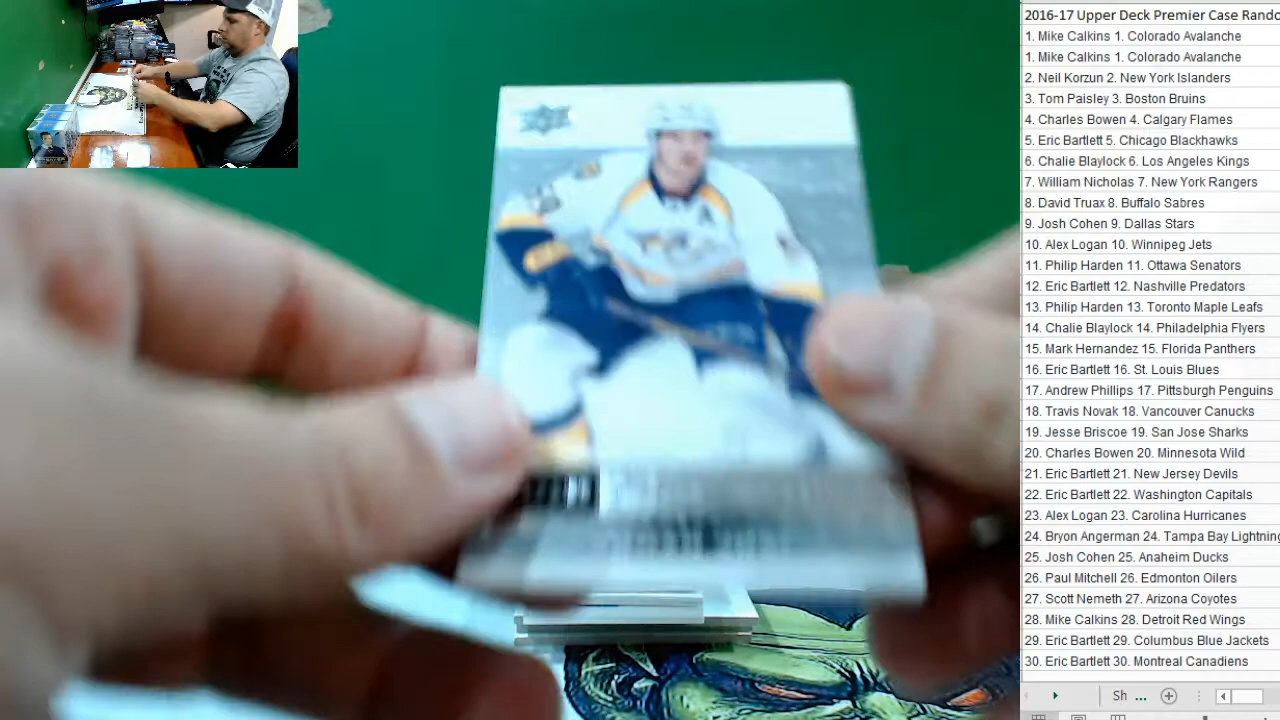 2016-17 Upper Deck Premier Case Rando
1. Mike Calkins 1. Colorado Avalanche
1. Mike Calkins 1. Colorado Avalanche
2. Neil Korzun 2. New York Islanders
3. Tom Paisley 3. Boston Bruins
4. Charles Bowen 4. Calgary Flames
5. Eric Bartlett 5. Chicago Blackhawks
6. Chalie Blaylock 6. Los Angeles Kings
7. William Nicholas 7. New York Rangers
8. David Truax 8. Buffalo Sabres
9. Josh Cohen 9. Dallas Stars
10. Alex Logan 10. Winnipeg Jets
11. Philip Harden 11. Ottawa Senators
12. Eric Bartlett 12. Nashville Predators
13. Philip Harden 13. Toronto Maple Leafs
14. Chalie Blaylock 14. Philadelphia Flyers
15. Mark Hernandez 15. Florida Panthers
16. Eric Bartlett 16. St. Louis Blues
17. Andrew Phillips 17. Pittsburgh Penguins
18. Travis Novak 18. Vancouver Canucks
19. Jesse Briscoe 19. San Jose Sharks
20. Charles Bowen 20. Minnesota Wild
21. Eric Bartlett 21. New Jersey Devils
22. Eric Bartlett 22. Washington Capitals
23. Alex Logan 23. Carolina Hurricanes
24. Bryon Angerman 24. Tampa Bay Lightning
25. Josh Cohen 25. Anaheim Ducks
26. Paul Mitchell 26. Edmonton Oilers
27. Scott Nemeth 27. Arizona Coyotes
28. Mike Calkins 28. Detroit Red Wings
29. Eric Bartlett 29. Columbus Blue Jackets
30. Eric Bartlett 30. Montreal Canadiens
Sh ...